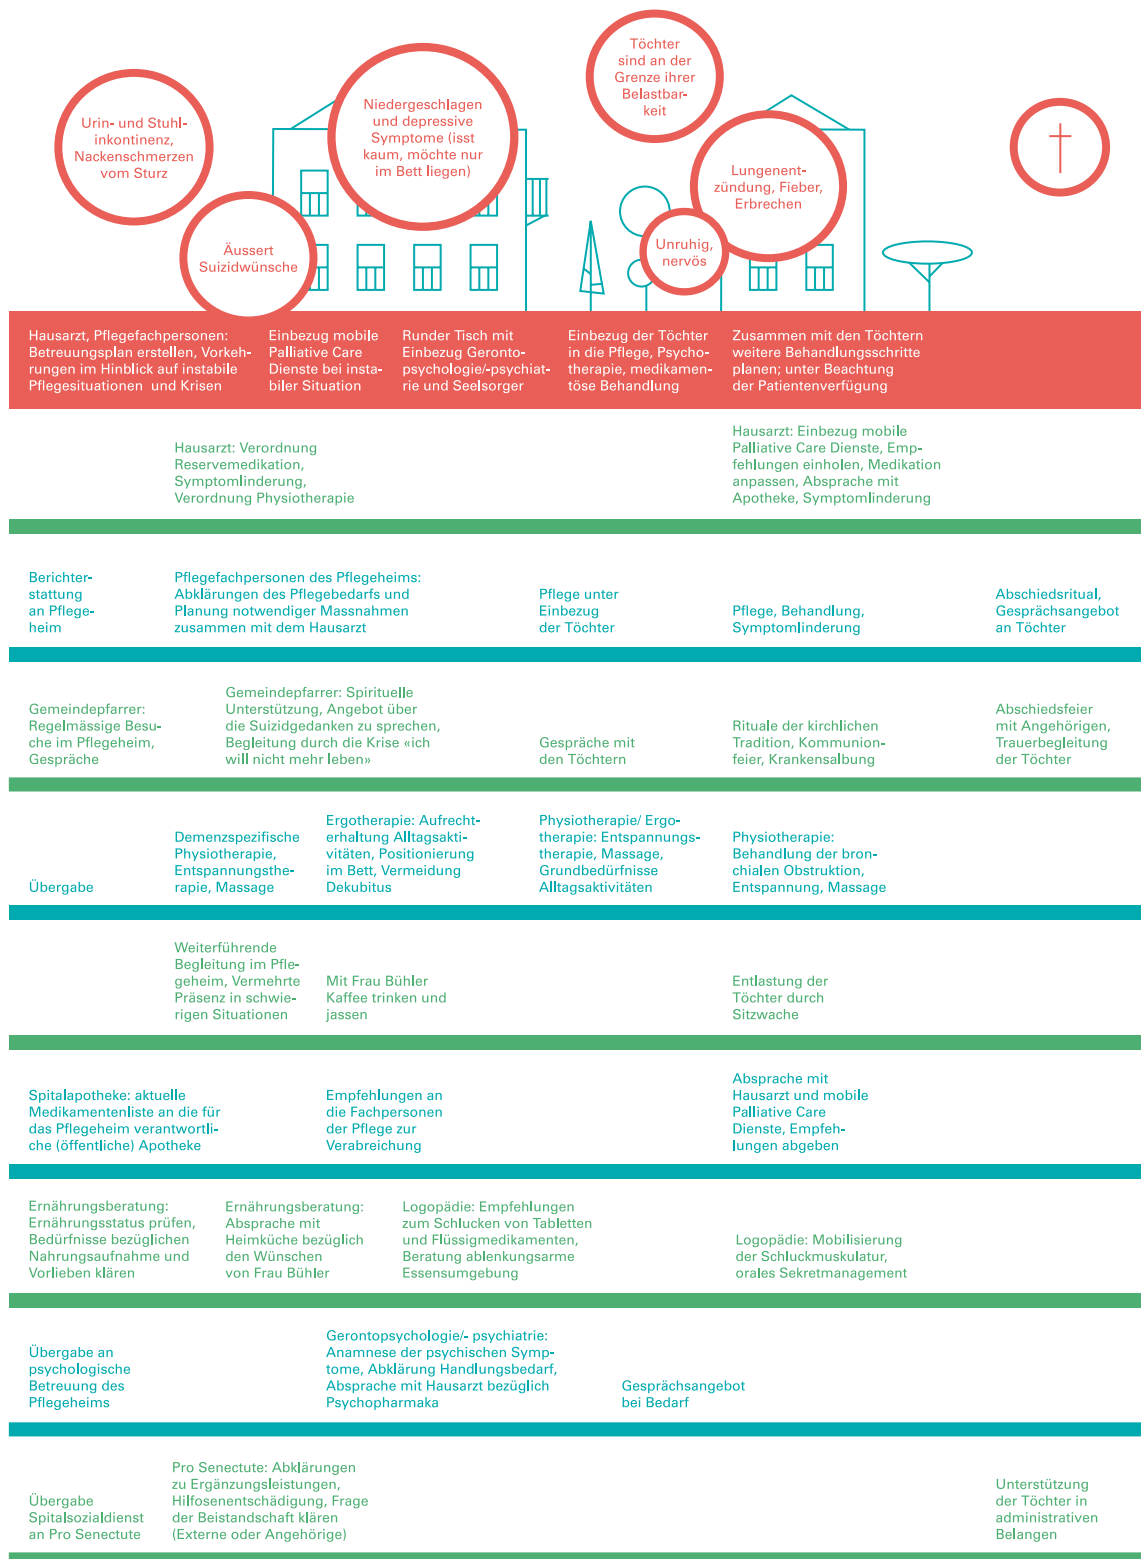 Töchter
sind an der
Grenze ihrer
Belastbar-
keit
Niedergeschlagen
und depressive
Symptome (isst
kaum, möchte nur
im Bett liegen)
Urin- und Stuhl-
inkontinenz,
Nackenschmerzen
vom Sturz
Lungenent-
zündung, Fieber,
Erbrechen
Äussert
Suizidwünsche
Unruhig,
nervös
Hausarzt, Pflegefachpersonen:
Betreuungsplan erstellen, Vorkeh-
rungen im Hinblick auf instabile
Pflegesituationen und Krisen
Einbezug mobile
Palliative Care
Dienste bei insta-
biler Situation
Runder Tisch mit
Einbezug Geronto-
psychologie/-psychiat-
rie und Seelsorger
Einbezug der Töchter
in die Pflege, Psycho-
therapie, medikamen-
töse Behandlung
Zusammen mit den Töchtern
weitere Behandlungsschritte
planen; unter Beachtung
der Patientenverfügung
Hausarzt: Verordnung
Reservemedikation,
Symptomlinderung,
Verordnung Physiotherapie
Hausarzt: Einbezug mobile
Palliative Care Dienste, Emp-
fehlungen einholen, Medikation
anpassen, Absprache mit
Apotheke, Symptomlinderung
Berichter-
stattung
an Pflege-
heim
Pflegefachpersonen des Pflegeheims:
Abklärungen des Pflegebedarfs und
Planung notwendiger Massnahmen
zusammen mit dem Hausarzt
Pflege unter
Einbezug
der Töchter
Pflege, Behandlung,
Symptomlinderung
Abschiedsritual,
Gesprächsangebot
an Töchter
Gemeindepfarrer:
Regelmässige Besu-
che im Pflegeheim,
Gespräche
Gemeindepfarrer: Spirituelle
Unterstützung, Angebot über
die Suizidgedanken zu sprechen,
Begleitung durch die Krise «ich
will nicht mehr leben»
Gespräche mit
den Töchtern
Rituale der kirchlichen
Tradition, Kommunion-
feier, Krankensalbung
Abschiedsfeier
mit Angehörigen,
Trauerbegleitung
der Töchter
Übergabe
Demenzspezifische
Physiotherapie,
Entspannungsthe-
rapie, Massage
Ergotherapie: Aufrecht-
erhaltung Alltagsakti-
vitäten, Positionierung
im Bett, Vermeidung
Dekubitus
Physiotherapie/ Ergo-
therapie: Entspannungs-
therapie, Massage,
Grundbedürfnisse
Alltagsaktivitäten
Physiotherapie:
Behandlung der bron-
chialen Obstruktion,
Entspannung, Massage
Weiterführende
Begleitung im Pfle-
geheim, Vermehrte
Präsenz in schwie-
rigen Situationen
Mit Frau Bühler
Kaffee trinken und
jassen
Entlastung der
Töchter durch
Sitzwache
Spitalapotheke: aktuelle
Medikamentenliste an die für
das Pflegeheim verantwortli-
che (öffentliche) Apotheke
Empfehlungen an
die Fachpersonen
der Pflege zur
Verabreichung
Absprache mit
Hausarzt und mobile
Palliative Care
Dienste, Empfeh-
lungen abgeben
Ernährungsberatung:
Ernährungsstatus prüfen,
Bedürfnisse bezüglichen
Nahrungsaufnahme und
Vorlieben klären
Ernährungsberatung:
Absprache mit
Heimküche bezüglich
den Wünschen
von Frau Bühler
Logopädie: Empfehlungen
zum Schlucken von Tabletten
und Flüssigmedikamenten,
Beratung ablenkungsarme
Essensumgebung
Logopädie: Mobilisierung
der Schluckmuskulatur,
orales Sekretmanagement
Übergabe an
psychologische
Betreuung des
Pflegeheims
Gerontopsychologie/- psychiatrie:
Anamnese der psychischen Symp-
tome, Abklärung Handlungsbedarf,
Absprache mit Hausarzt bezüglich
Psychopharmaka
Gesprächsangebot
bei Bedarf
Übergabe
Spitalsozialdienst
an Pro Senectute
Pro Senectute: Abklärungen
zu Ergänzungsleistungen,
Hilfosenentschädigung, Frage
der Beistandschaft klären
(Externe oder Angehörige)
Unterstützung
der Töchter in
administrativen
Belangen